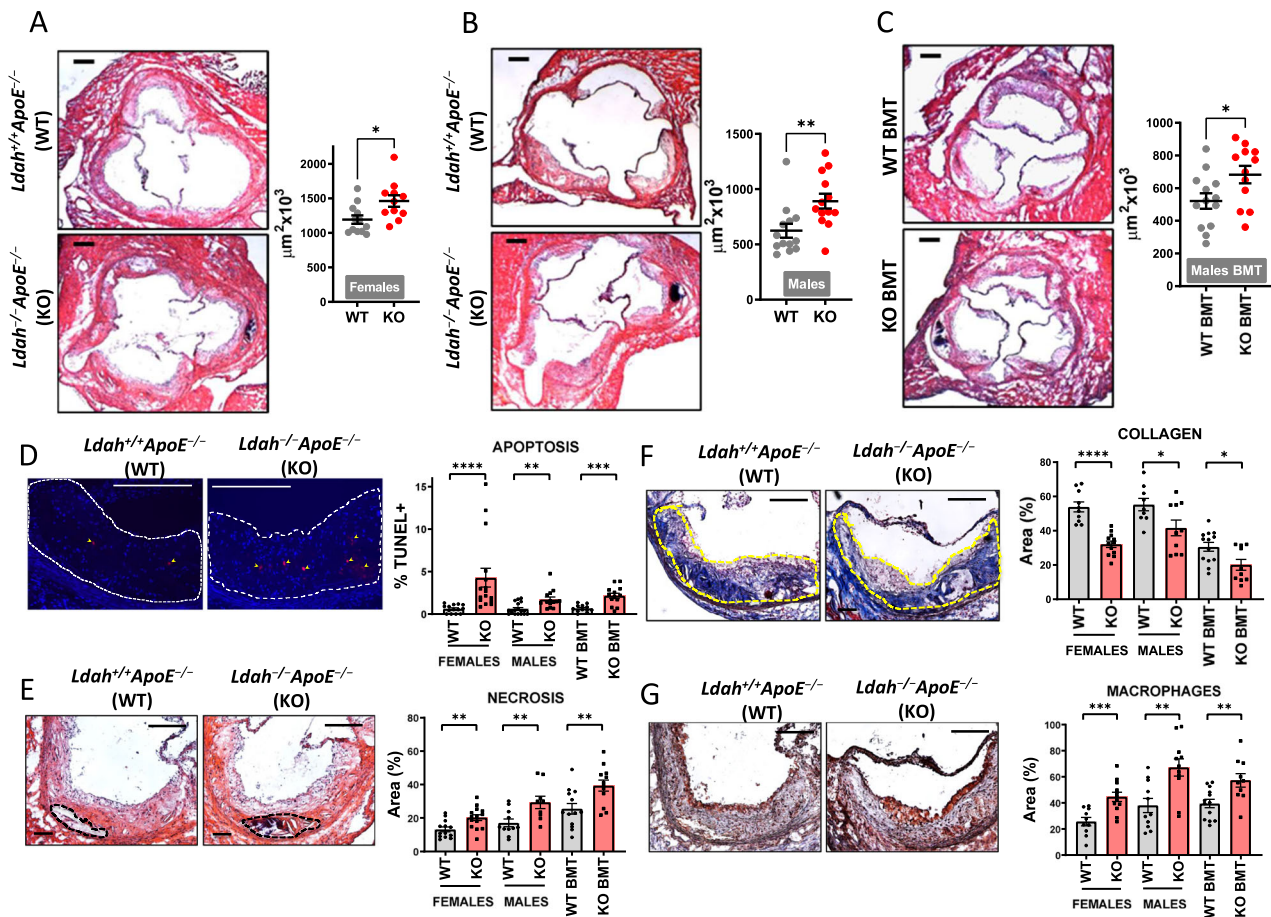 A
Ldah+/+ApoE−/−
(WT)
Ldah−/−ApoE−/−
(KO)
*
μm²x10³
2000
1500
1000
500
0
Females
WT KO
B
Ldah+/+ApoE−/−
(WT)
Ldah−/−ApoE−/−
(KO)
**
μm²x10³
1500
1000
500
0
Males
WT KO
C
WT BMT
KO BMT
*
μm²x10³
1000
800
600
400
200
0
Males BMT
WT BMT KO BMT
D
Ldah+/+ApoE−/−
(WT)
Ldah−/−ApoE−/−
(KO)
APOPTOSIS
**** ** ***
% TUNEL+
15
10
5
0
WT KO WT KO WT BMT KO BMT
FEMALES MALES
F
Ldah+/+ApoE−/−
(WT)
Ldah−/−ApoE−/−
(KO)
COLLAGEN
**** * *
Area (%)
80
60
40
20
0
WT KO WT KO WT BMT KO BMT
FEMALES MALES
E
Ldah+/+ApoE−/−
(WT)
Ldah−/−ApoE−/−
(KO)
NECROSIS
** ** **
Area (%)
80
60
40
20
0
WT KO WT KO WT BMT KO BMT
FEMALES MALES
G
Ldah+/+ApoE−/−
(WT)
Ldah−/−ApoE−/−
(KO)
MACROPHAGES
*** ** **
Area (%)
100
80
60
40
20
0
WT KO WT KO WT BMT KO BMT
FEMALES MALES